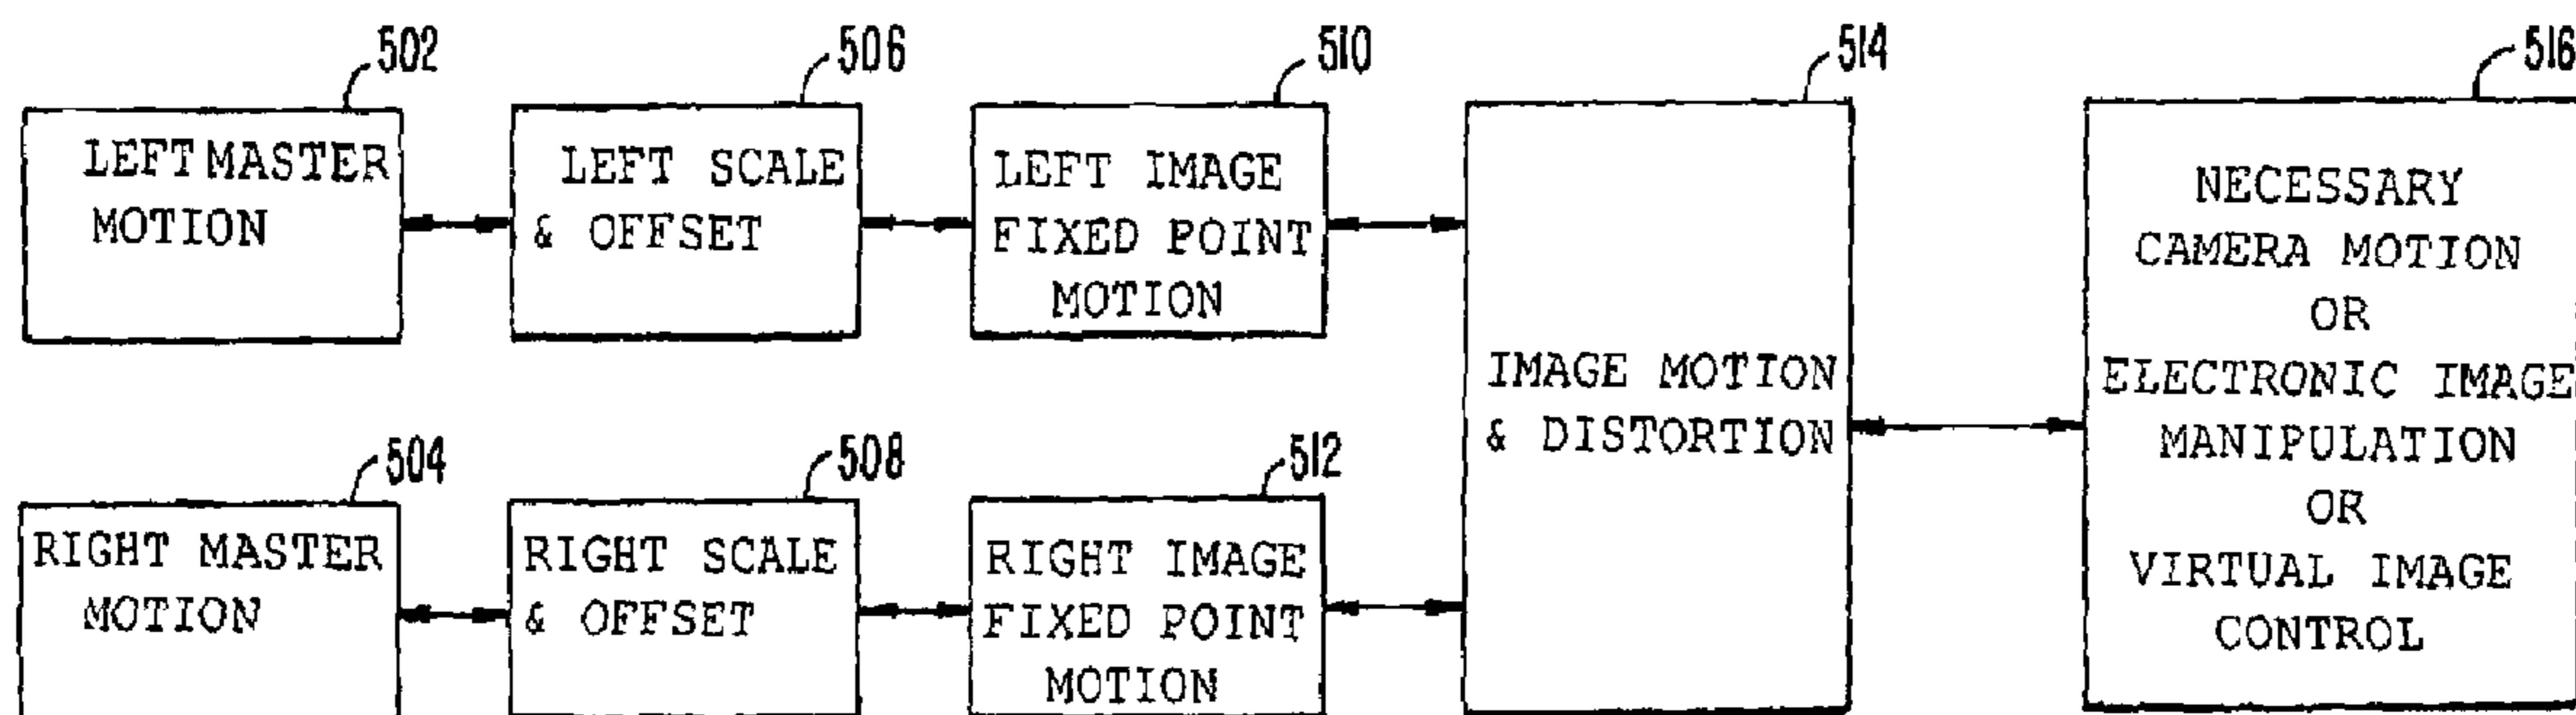 502
LEFT MASTER
MOTION
506
LEFT SCALE
& OFFSET
510
LEFT IMAGE
FIXED POINT
MOTION
514
IMAGE MOTION
& DISTORTION
516
NECESSARY
CAMERA MOTION
OR
ELECTRONIC IMAGE
MANIPULATION
OR
VIRTUAL IMAGE
CONTROL
504
RIGHT MASTER
MOTION
508
RIGHT SCALE
& OFFSET
512
RIGHT IMAGE
FIXED POINT
MOTION